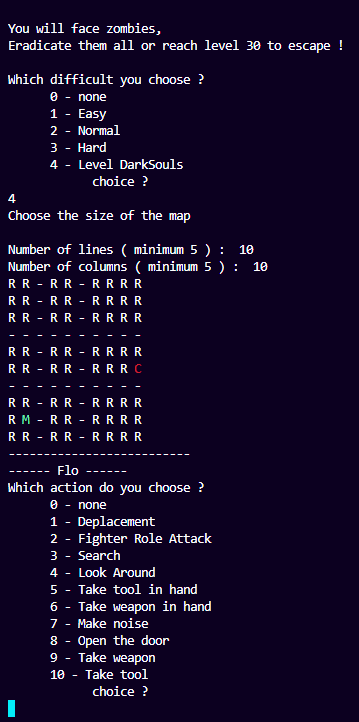 You will face zombies,
Eradicate them all or reach level 30 to escape !
Which difficult you choose ?
0 - none
1 - Easy
2 - Normal
3 - Hard
4 - Level DarkSouls
choice ?
4
Choose the size of the map
Number of lines ( minimum 5 ) :  10
Number of columns ( minimum 5 ) :  10
R R - R R - R R R R
R R - R R - R R R R
R R - R R - R R R R
- - - - - - - - - -
R R - R R - R R R R
R R - R R - R R R C
- - - - - - - - - -
R R - R R - R R R R
R M - R R - R R R R
R R - R R - R R R R
--------------------------
------ Flo ------
Which action do you choose ?
0 - none
1 - Deplacement
2 - Fighter Role Attack
3 - Search
4 - Look Around
5 - Take tool in hand
6 - Take weapon in hand
7 - Make noise
8 - Open the door
9 - Take weapon
10 - Take tool
choice ?